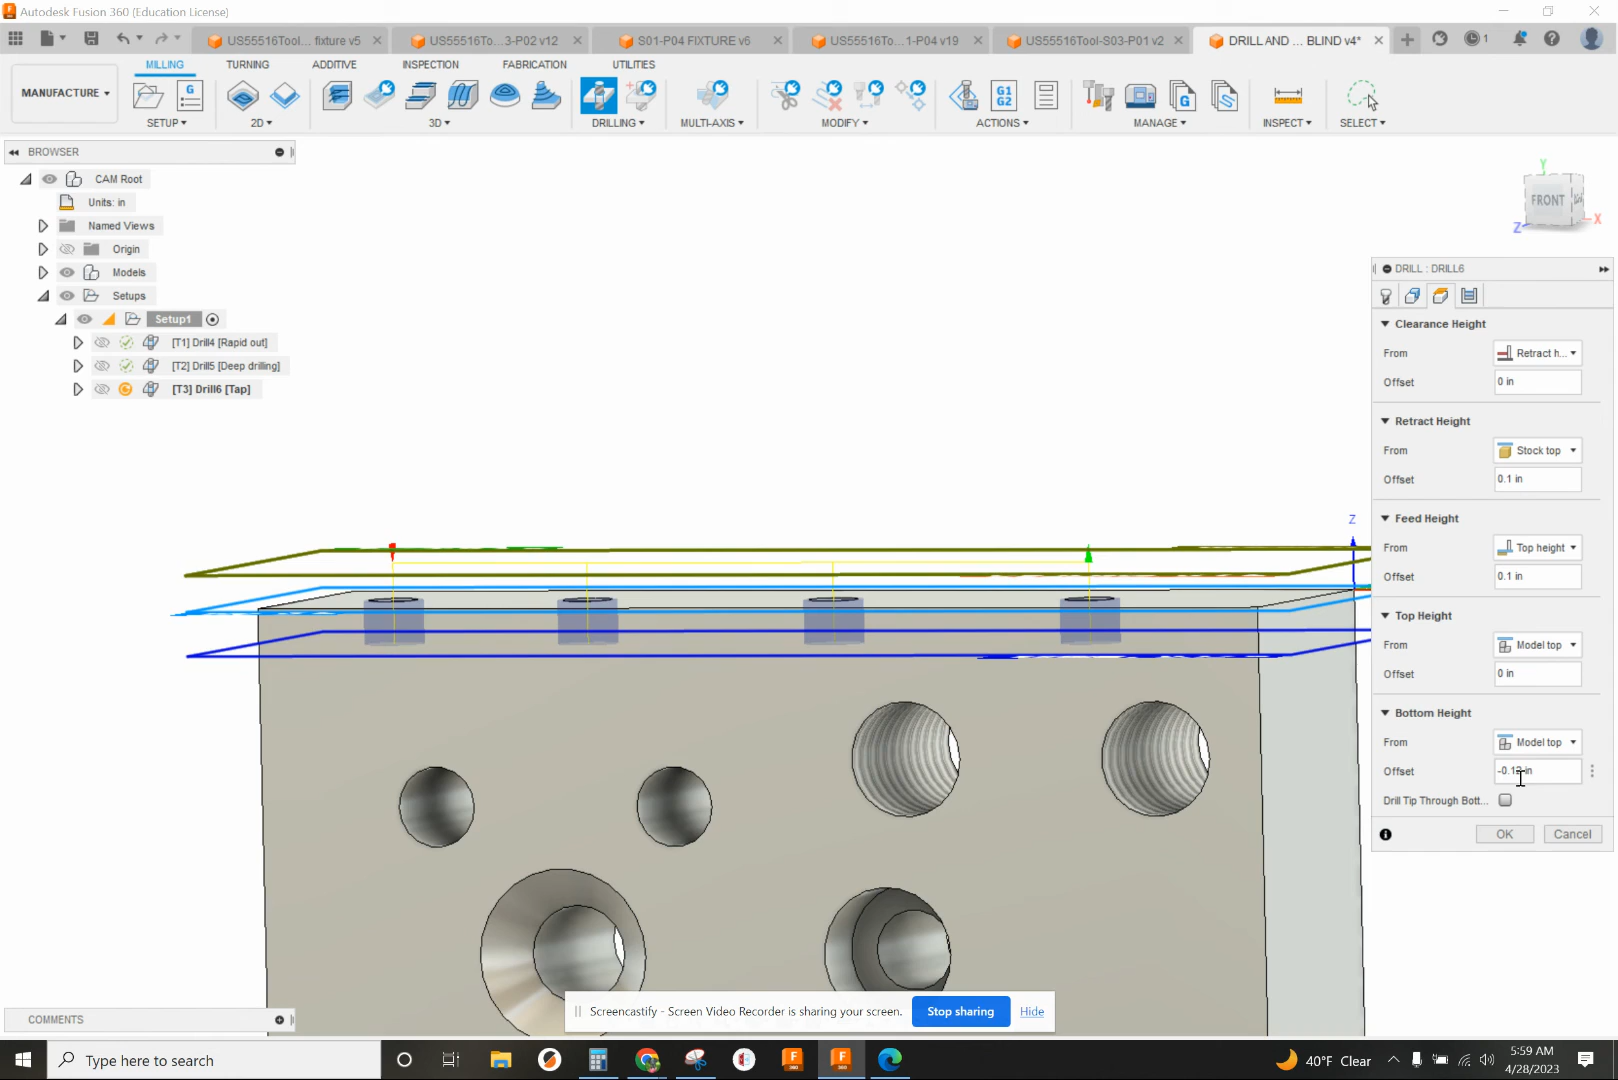 Autodesk Fusion 360 (Education License)
US55516Tool... fixture v5
US55516To...3-P02 v12
S01-P04 FIXTURE v6
US55516To...1-P04 v19
US55516Tool-S03-P01 v2
DRILL AND ... BLIND v4*
1
MILLING
TURNING
ADDITIVE
INSPECTION
FABRICATION
UTILITIES
MANUFACTURE
G
G1
G2
G
SETUP
2D
3D
DRILLING
MULTI-AXIS
MODIFY
ACTIONS
MANAGE
INSPECT
SELECT
BROWSER
CAM Root
Units: in
Named Views
Origin
Models
Setups
Setup1
[T1] Drill4 [Rapid out]
[T2] Drill5 [Deep drilling]
[T3] Drill6 [Tap]
Y
FRONT
X
Z
Z
DRILL : DRILL6
Clearance Height
From
Retract h...
Offset
0 in
Retract Height
From
Stock top
Offset
0.1 in
Feed Height
From
Top height
Offset
0.1 in
Top Height
From
Model top
Offset
0 in
Bottom Height
From
Model top
Offset
Drill Tip Through Bott...
OK
Cancel
COMMENTS
Screencastify - Screen Video Recorder is sharing your screen.
Stop sharing
Hide
Type here to search
F
360
F
360
40°F Clear
5:59 AM
4/28/2023